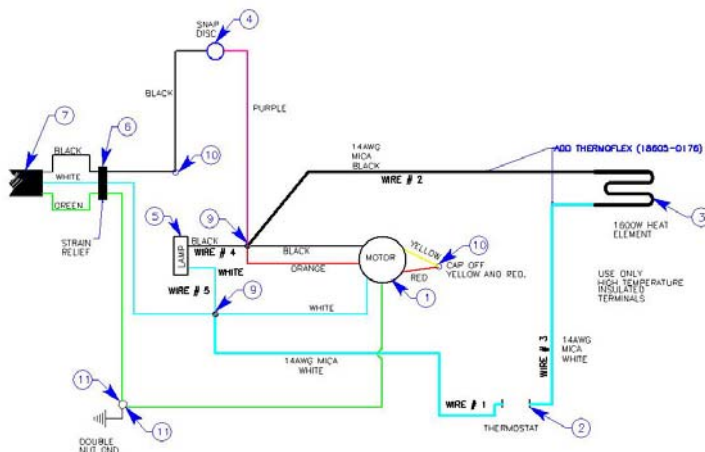 4
SNAP
DISC
7
6
BLACK
PURPLE
14AWG
MICA
BLACK
ADD THERMOFLEX (18603-0176)
BLACK
WHITE
GREEN
10
WIRE # 2
STRAIN
RELIEF
5
9
3
1600W HEAT
ELEMENT
LAMP
BLACK
WIRE # 4
BLACK
ORANGE
MOTOR
YELLOW
RED
10
CAP OFF
YELLOW AND RED.
WHITE
WIRE # 5
9
WHITE
1
USE ONLY
HIGH TEMPERATURE
INSULATED
TERMINALS
14AWG MICA
WHITE
WIRE # 3
14AWG
MICA
WHITE
11
11
WIRE # 1
2
THERMOSTAT
DOUBLE
NUT GND